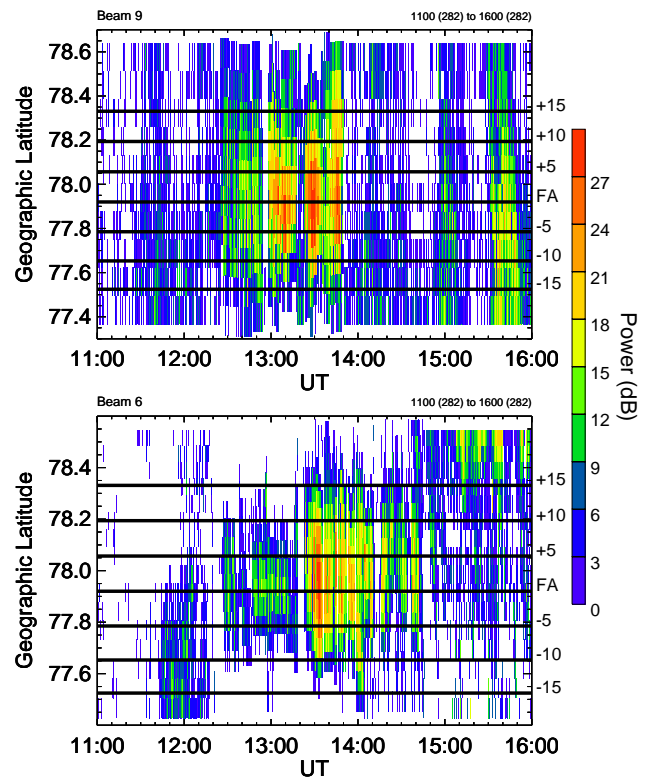 Beam 9
1100 (282) to 1600 (282)
78.6
78.4
78.2
78.0
77.8
77.6
77.4
Geographic Latitude
+15
+10
+5
FA
-5
-10
-15
11:00 12:00 13:00 14:00 15:00 16:00
UT
27
24
21
18
15
12
9
6
3
0
Power (dB)
Beam 6
1100 (282) to 1600 (282)
78.4
78.2
78.0
77.8
77.6
Geographic Latitude
+15
+10
+5
FA
-5
-10
-15
11:00 12:00 13:00 14:00 15:00 16:00
UT